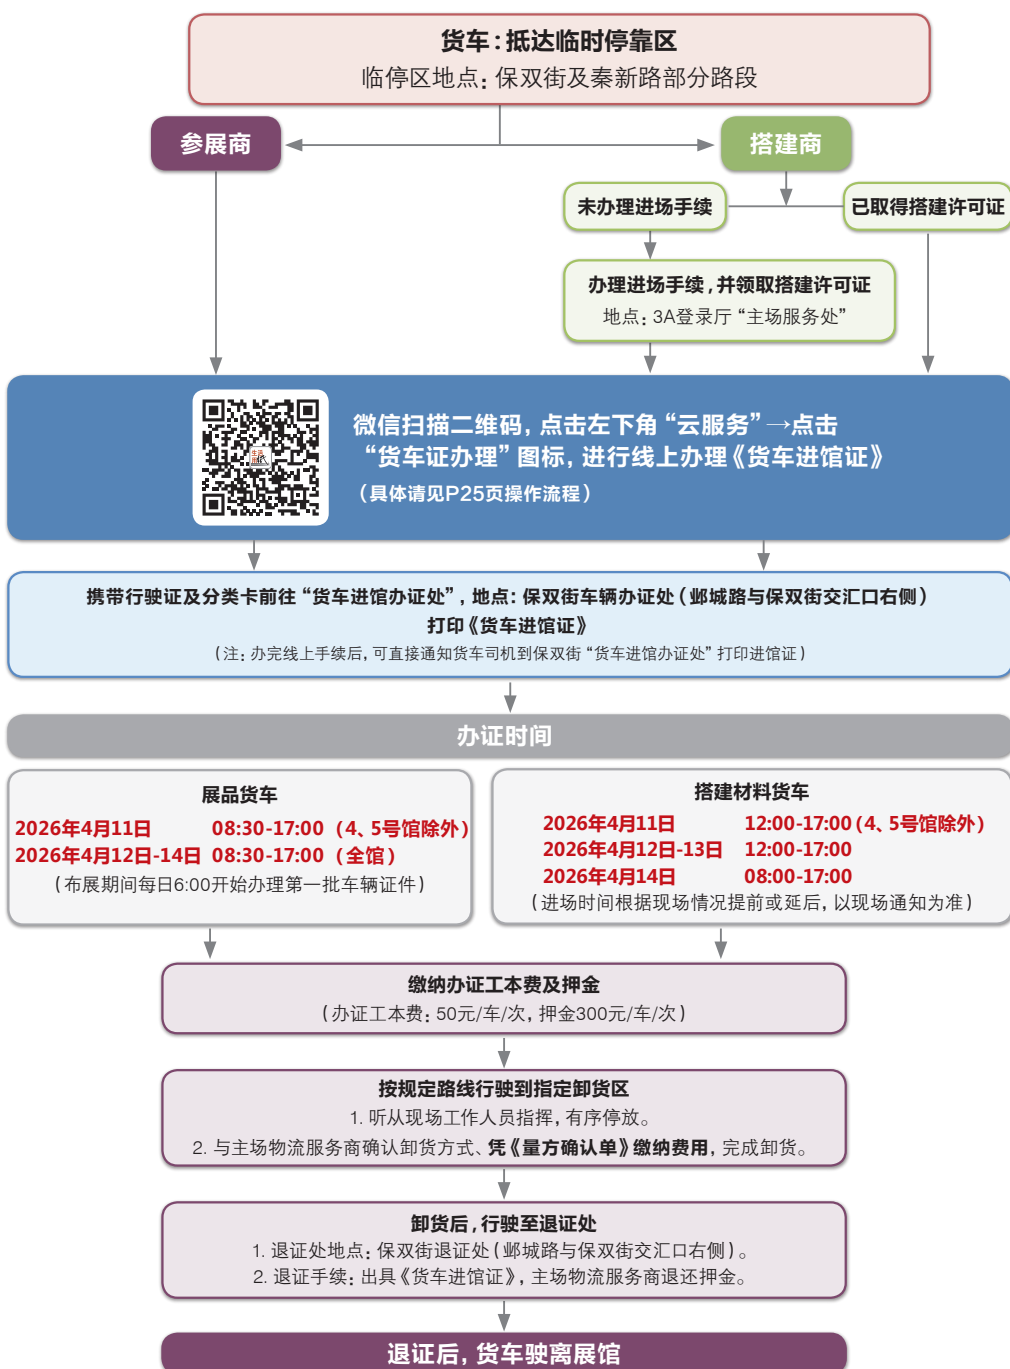 货车：抵达临时停靠区
临停区地点：保双街及秦新路部分路段
参展商
搭建商
未办理进场手续
已取得搭建许可证
办理进场手续，并领取搭建许可证
地点：3A登录厅“主场服务处”
微信扫描二维码，点击左下角“云服务”→点击
“货车证办理”图标，进行线上办理《货车进馆证》
（具体请见P25页操作流程）
携带行驶证及分类卡前往“货车进馆办证处”，地点：保双街车辆办证处（邺城路与保双街交汇口右侧）
打印《货车进馆证》
（注：办完线上手续后，可直接通知货车司机到保双街“货车进馆办证处”打印进馆证）
办证时间
展品货车
2026年4月11日 08:30-17:00（4、5号馆除外）
2026年4月12日-14日 08:30-17:00（全馆）
（布展期间每日6:00开始办理第一批车辆证件）
搭建材料货车
2026年4月11日 12:00-17:00（4、5号馆除外）
2026年4月12日-13日 12:00-17:00
2026年4月14日 08:00-17:00
（进场时间根据现场情况提前或延后，以现场通知为准）
缴纳办证工本费及押金
（办证工本费：50元/车/次，押金300元/车/次）
按规定路线行驶到指定卸货区
1. 听从现场工作人员指挥，有序停放。
2. 与主场物流服务商确认卸货方式、凭《量方确认单》缴纳费用，完成卸货。
卸货后，行驶至退证处
1. 退证处地点：保双街退证处（邺城路与保双街交汇口右侧）。
2. 退证手续：出具《货车进馆证》，主场物流服务商退还押金。
退证后，货车驶离展馆